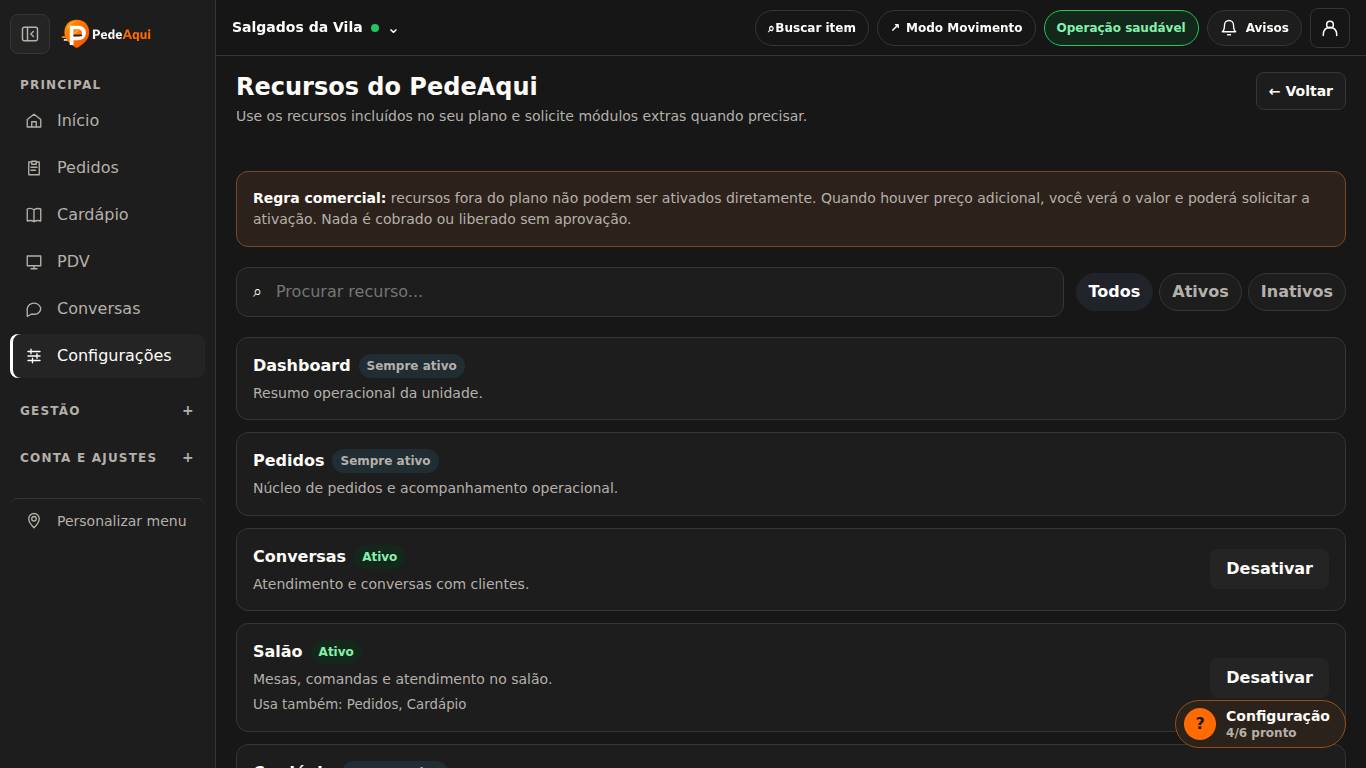 PedeAqui
PRINCIPAL
Início
Pedidos
Cardápio
PDV
Conversas
Configurações
GESTÃO +
CONTA E AJUSTES +
Personalizar menu
Salgados da Vila
Buscar item
↗ Modo Movimento
Operação saudável
Avisos
Recursos do PedeAqui
Use os recursos incluídos no seu plano e solicite módulos extras quando precisar.
← Voltar
Regra comercial: recursos fora do plano não podem ser ativados diretamente. Quando houver preço adicional, você verá o valor e poderá solicitar a
ativação. Nada é cobrado ou liberado sem aprovação.
Procurar recurso...
Todos
Ativos
Inativos
Dashboard Sempre ativo
Resumo operacional da unidade.
Pedidos Sempre ativo
Núcleo de pedidos e acompanhamento operacional.
Conversas Ativo
Atendimento e conversas com clientes.
Desativar
Salão Ativo
Mesas, comandas e atendimento no salão.
Usa também: Pedidos, Cardápio
Desativar
? Configuração
4/6 pronto